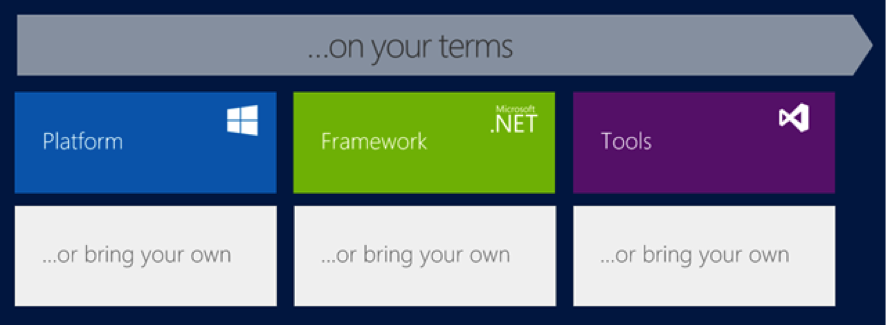 ...on your terms
Platform
Microsoft
.NET
Framework
Tools
...or bring your own
...or bring your own
...or bring your own